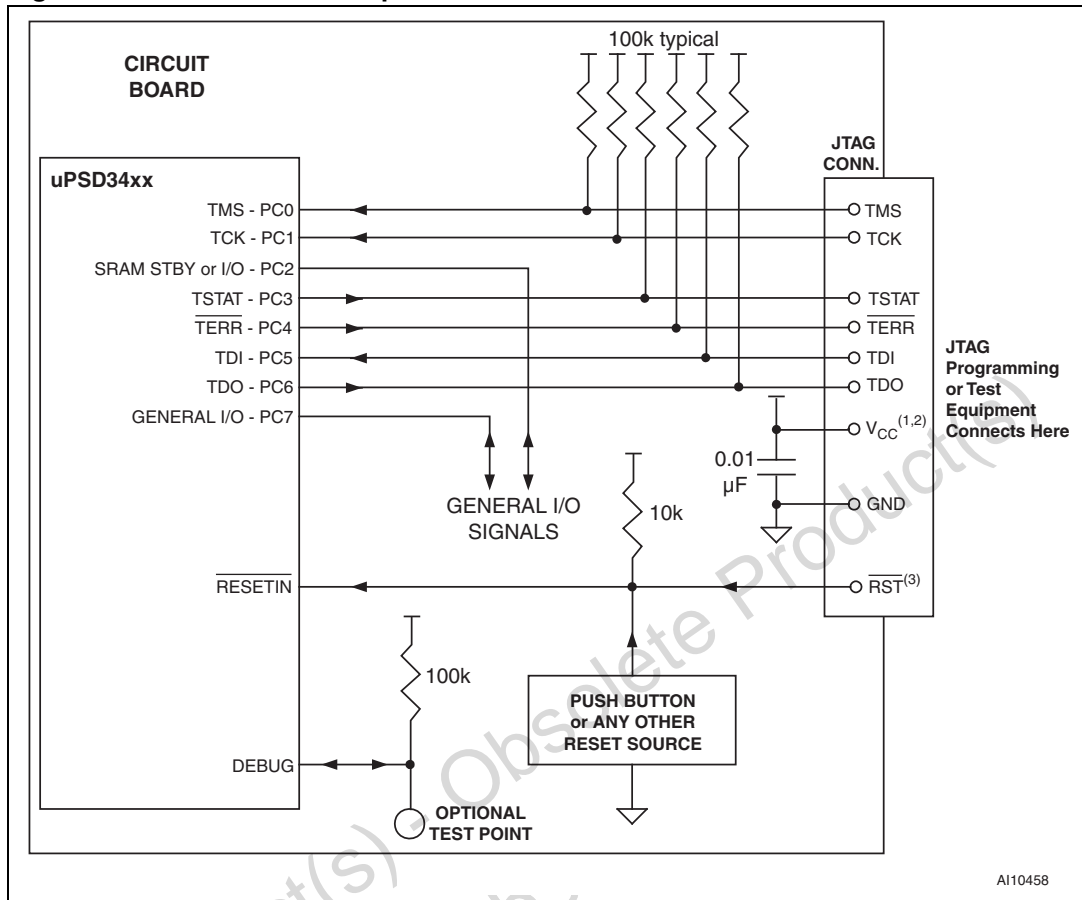 100k typical
CIRCUIT
BOARD
JTAG
CONN.
uPSD34xx
TMS - PC0
TMS
TCK - PC1
TCK
SRAM STBY or I/O - PC2
TSTAT - PC3
TSTAT
TERR - PC4
TERR
TDI - PC5
TDI
TDO - PC6
TDO
JTAG
Programming
or Test
Equipment
Connects Here
GENERAL I/O - PC7
VCC(1,2)
0.01
µF
GENERAL I/O
SIGNALS
10k
GND
RESETIN
RST(3)
100k
PUSH BUTTON
or ANY OTHER
RESET SOURCE
DEBUG
OPTIONAL
TEST POINT
AI10458
Obsolete Product(s)